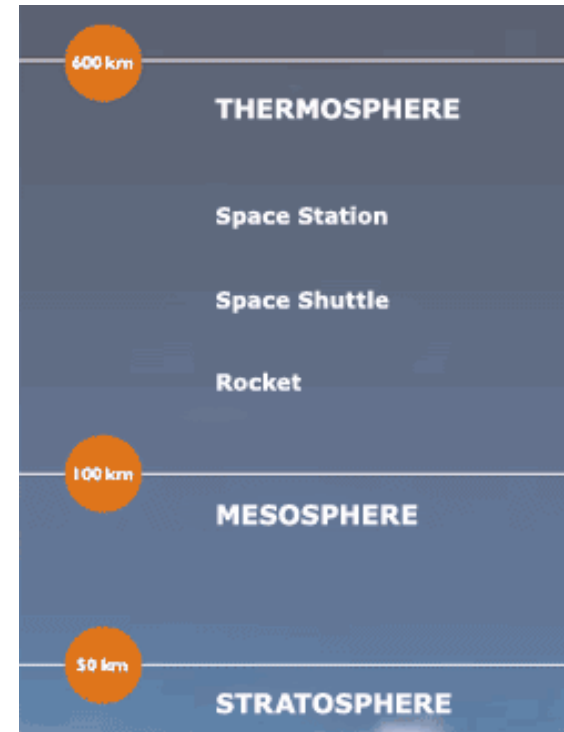 600 km
THERMOSPHERE
Space Station
Space Shuttle
Rocket
100 km
MESOSPHERE
50 km
STRATOSPHERE